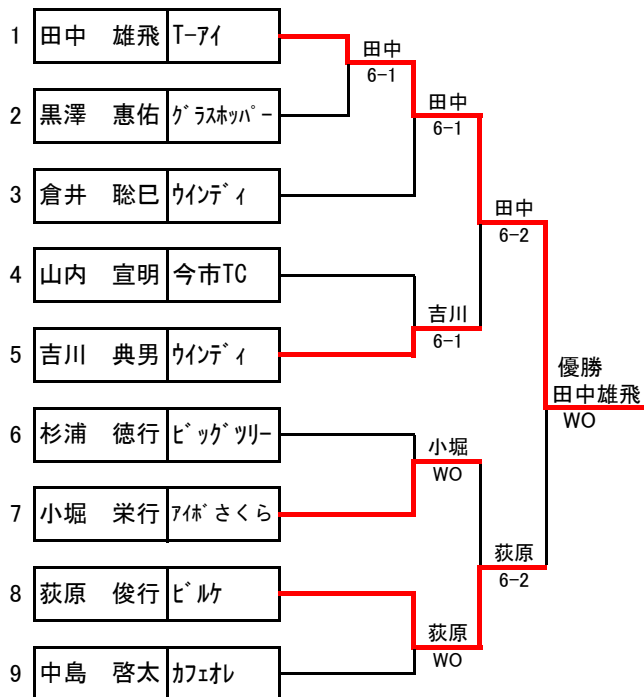 1 田中 雄飛 T-アイ
田中
6-1
2 黒澤 惠佑 グラスホッパー
田中
6-1
3 倉井 聡巳 ウインディ
田中
6-2
4 山内 宣明 今市TC
吉川
6-1
5 吉川 典男 ウインディ
優勝
田中雄飛
WO
6 杉浦 徳行 ビッグツリー
小堀
WO
7 小堀 栄行 アイボさくら
荻原
6-2
8 荻原 俊行 ビルケ
荻原
WO
9 中島 啓太 カフェオレ